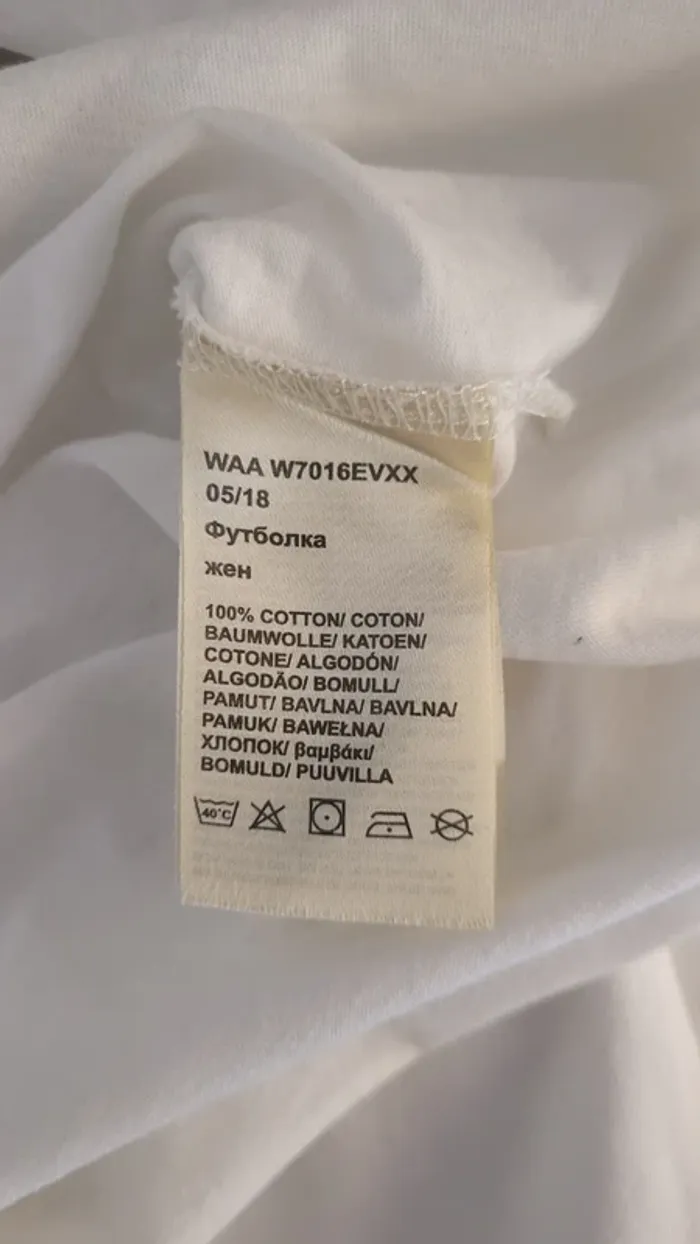 WAA W7016EVXX
05/18
Футболка
жен
100% COTTON/ COTON/
BAUMWOLLE/ KATOEN/
COTONE/ ALGODÓN/
ALGODÃO/ BOMULL/
PAMUT/ BAVLNA/ BAVLNA/
PAMUK/ BAWEŁNA/
ХЛОПОК/ βαμβάκι/
BOMULD/ PUUVILLA
40°C